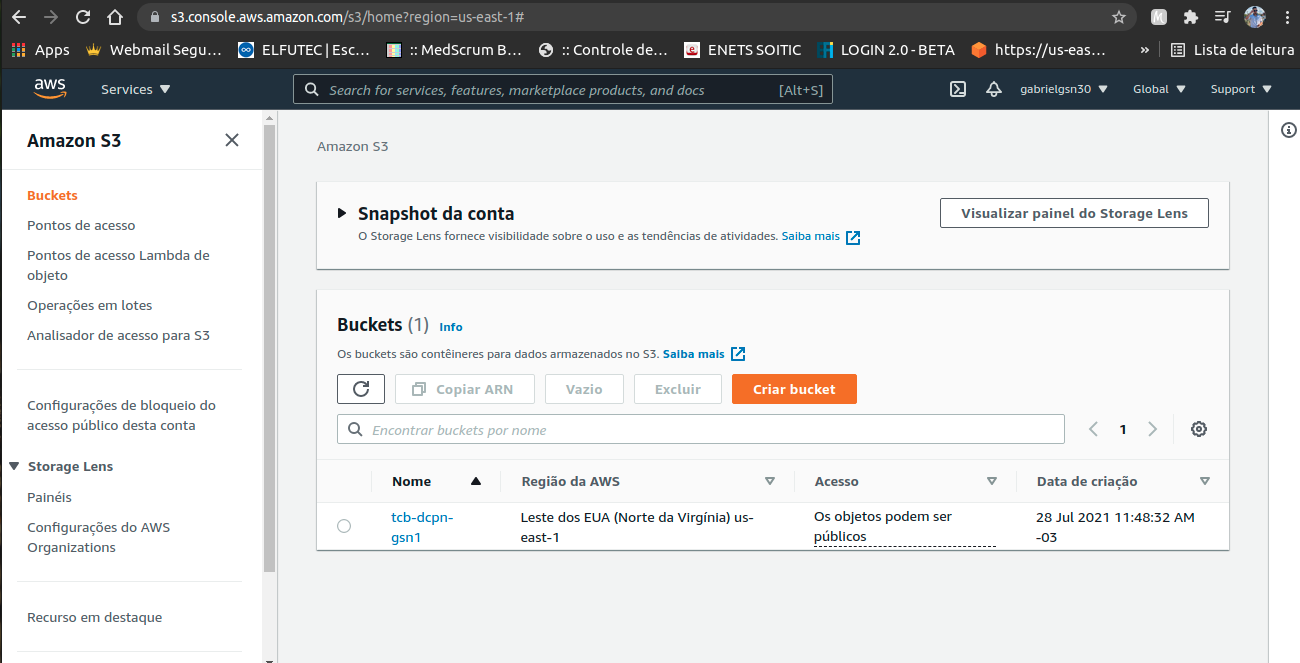 s3.console.aws.amazon.com/s3/home?region=us-east-1#
Apps
Webmail Segu...
ELFUTEC | Esc...
:: MedScrum B...
:: Controle de...
ENETS SOITIC
LOGIN 2.0 - BETA
https://us-eas...
»
Lista de leitura
aws
Services
Search for services, features, marketplace products, and docs
[Alt+S]
gabrielgsn30
Global
Support
Amazon S3
Buckets
Pontos de acesso
Pontos de acesso Lambda de
objeto
Operações em lotes
Analisador de acesso para S3
Configurações de bloqueio do
acesso público desta conta
Storage Lens
Painéis
Configurações do AWS
Organizations
Recurso em destaque
Amazon S3
Snapshot da conta
O Storage Lens fornece visibilidade sobre o uso e as tendências de atividades. Saiba mais
Visualizar painel do Storage Lens
Buckets (1) Info
Os buckets são contêineres para dados armazenados no S3. Saiba mais
Copiar ARN
Vazio
Excluir
Criar bucket
Encontrar buckets por nome
1
Nome
Região da AWS
Acesso
Data de criação
tcb-dcpn-
gsn1
Leste dos EUA (Norte da Virgínia) us-
east-1
Os objetos podem ser
públicos
28 Jul 2021 11:48:32 AM
-03